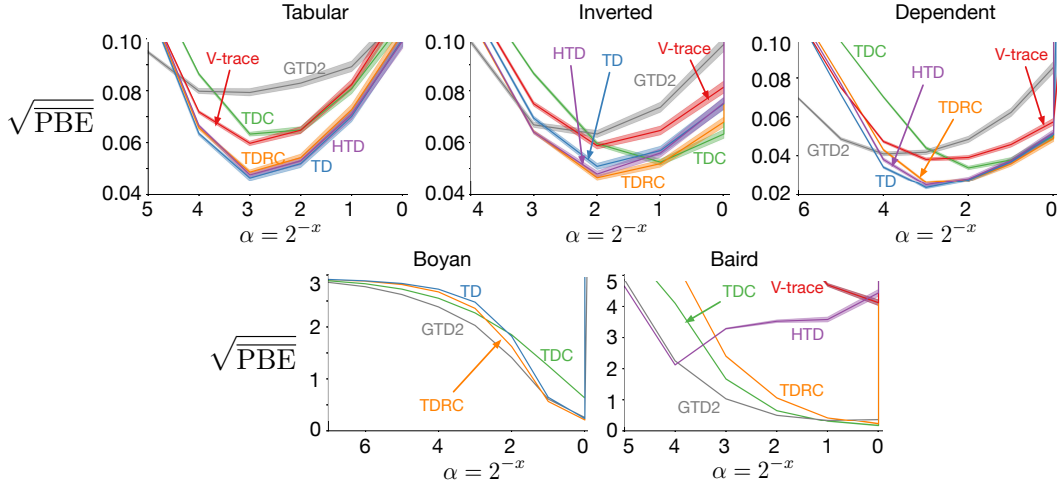 Tabular
Inverted
Dependent
√PBE
0.10
0.08
0.06
0.04
V-trace
GTD2
TDC
TDRC
HTD
TD
5 4 3 2 1 0
α = 2^{-x}
0.10
0.08
0.06
0.04
HTD
TD
GTD2
V-trace
TDC
TDRC
4 3 2 1 0
α = 2^{-x}
0.10
0.08
0.06
0.04
0.02
TDC
V-trace
TDRC
GTD2
TD
HTD
6 4 2 0
α = 2^{-x}
Boyan
Baird
√PBE
3
2
1
0
TD
GTD2
TDC
TDRC
6 4 2 0
α = 2^{-x}
5
4
3
2
1
0
TDC
V-trace
HTD
GTD2
TDRC
5 4 3 2 1 0
α = 2^{-x}